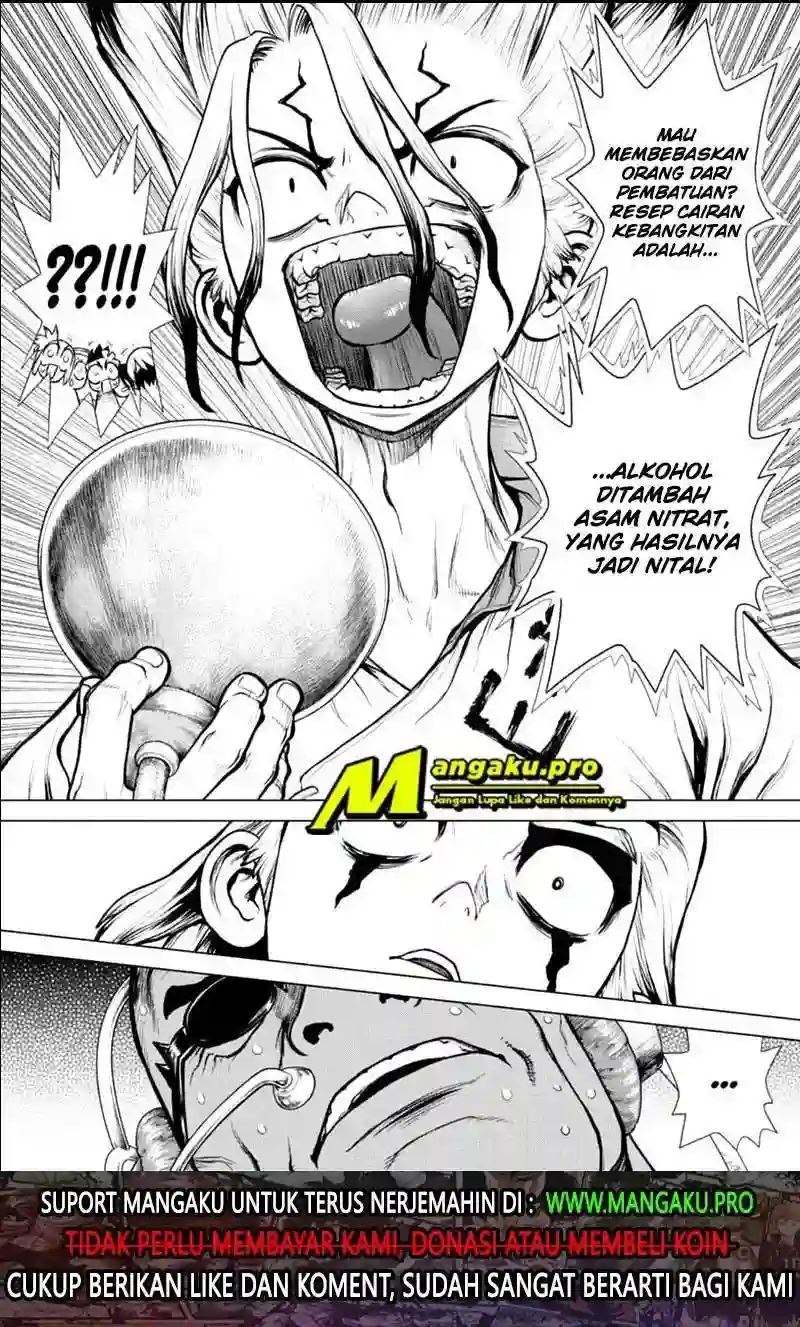 MAU
MEMBEBASKAN
ORANG DARI
PEMBATUAN?
RESEP CAIRAN
KEBANGKITAN
ADALAH...
??!!!
...ALKOHOL
DITAMBAH
ASAM NITRAT,
YANG HASILNYA
JADI NITAL!
Mangaku.pro
Jangan Lupa Like dan Komennya
...
SUPORT MANGAKU UNTUK TERUS NERJEMAHIN DI : WWW.MANGAKU.PRO
TIDAK PERLU MEMBAYAR KAMI, DONASI ATAU MEMBELI KOIN
CUKUP BERIKAN LIKE DAN KOMENT, SUDAH SANGAT BERARTI BAGI KAMI